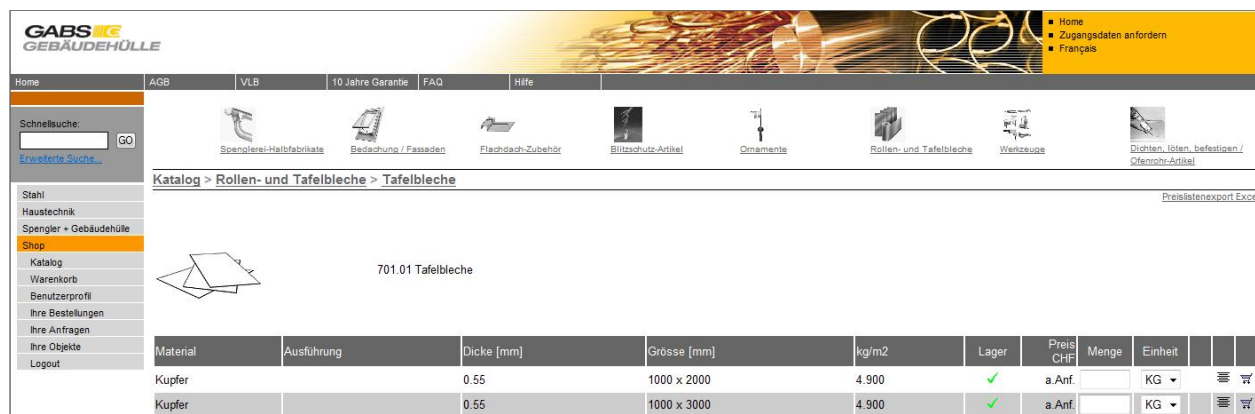 GABS
GEBÄUDEHÜLLE
Home
Zugangsdaten anfordern
Français
Home AGB VLB 10 Jahre Garantie FAQ Hilfe
Schnellsuche:
GO
Erweiterte Suche...
Spenglerei-Halbfabrikate Bedachung / Fassaden Flachdach-Zubehör Blitzschutz-Artikel Ornamente Rollen- und Tafelbleche Werkzeuge Dichten, löten, befestigen /
Ofenrohr-Artikel
Katalog > Rollen- und Tafelbleche > Tafelbleche
Preislistenexport Exce
Stahl
Haustechnik
Spengler + Gebäudehülle
Shop
Katalog
Warenkorb
Benutzerprofil
Ihre Bestellungen
Ihre Anfragen
Ihre Objekte
Logout
701.01 Tafelbleche
Material Ausführung Dicke [mm] Grösse [mm] kg/m2 Lager Preis CHF Menge Einheit
Kupfer 0.55 1000 x 2000 4.900 ✓ a.Anf. KG
Kupfer 0.55 1000 x 3000 4.900 ✓ a.Anf. KG